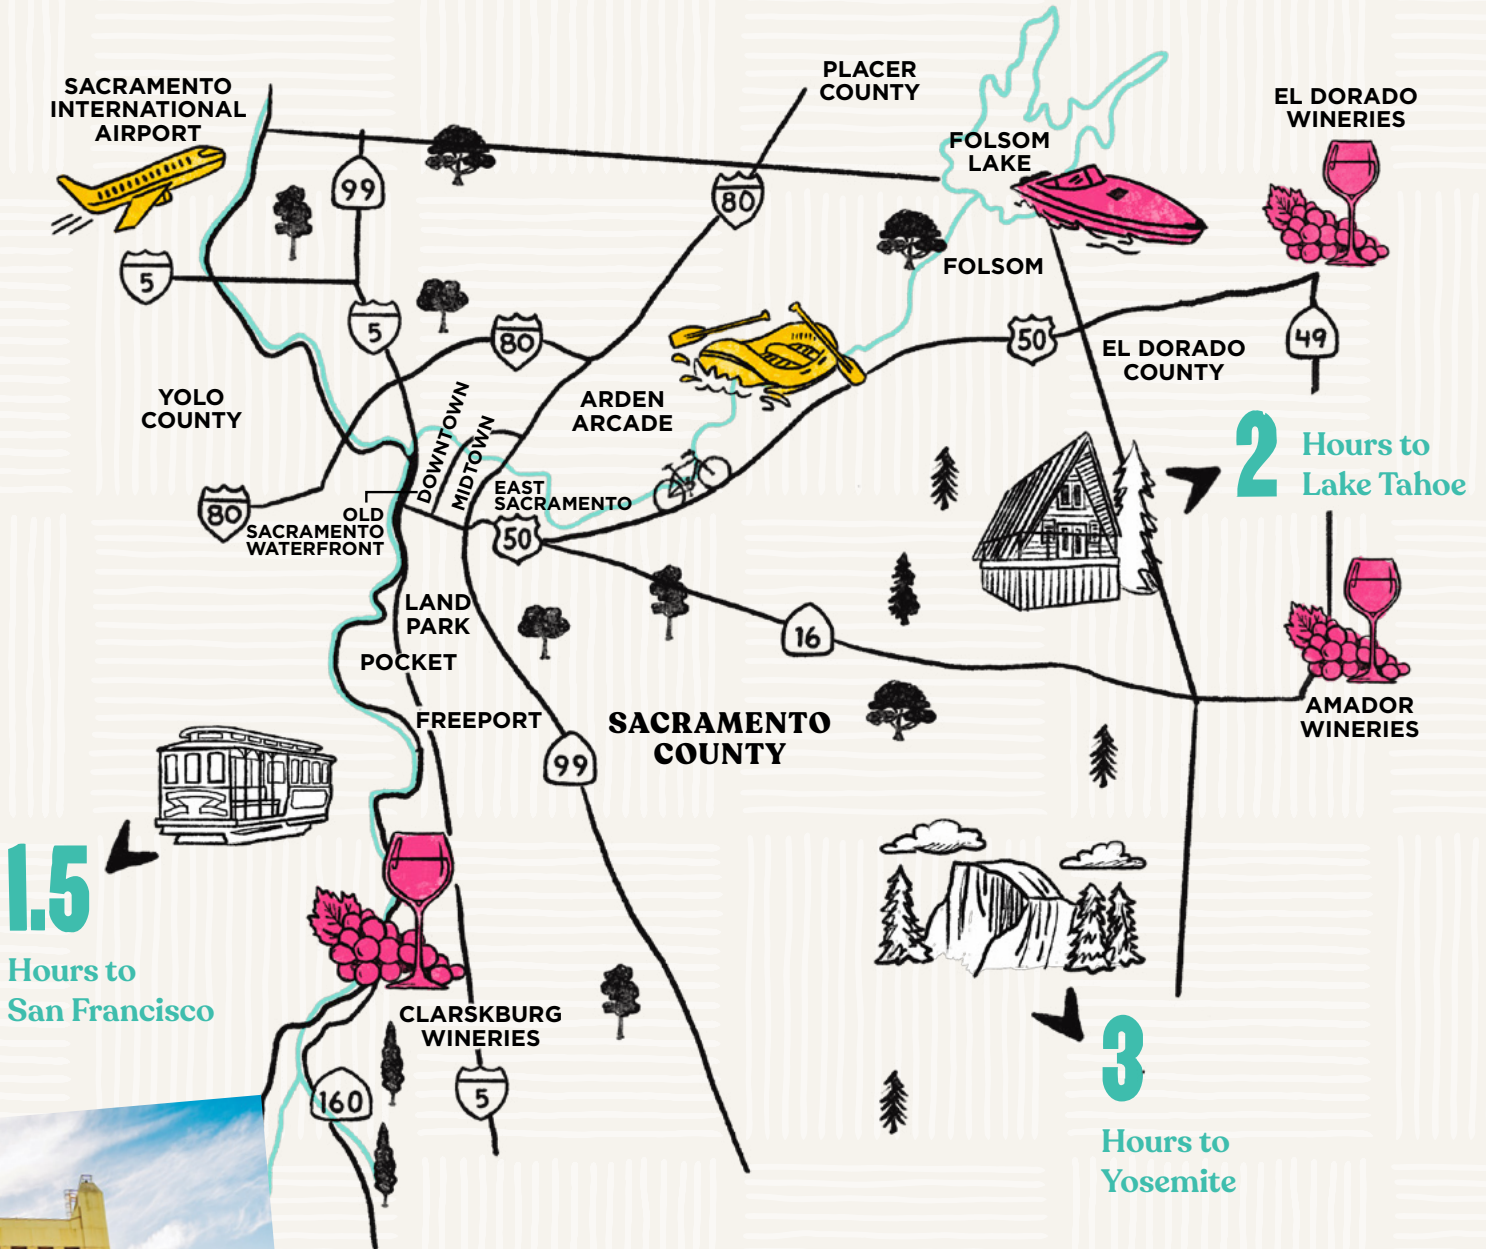 SACRAMENTO
INTERNATIONAL
AIRPORT
PLACER
COUNTY
FOLSOM
LAKE
EL DORADO
WINERIES
99
80
5
FOLSOM
5
80
50
49
EL DORADO
COUNTY
YOLO
COUNTY
ARDEN
ARCADE
DOWNTOWN
MIDTOWN
2
Hours to
Lake Tahoe
80
EAST
SACRAMENTO
OLD
SACRAMENTO
WATERFRONT
50
LAND
PARK
16
POCKET
FREEPORT
SACRAMENTO
COUNTY
99
AMADOR
WINERIES
1.5
Hours to
San Francisco
CLARSKBURG
WINERIES
160
5
3
Hours to
Yosemite